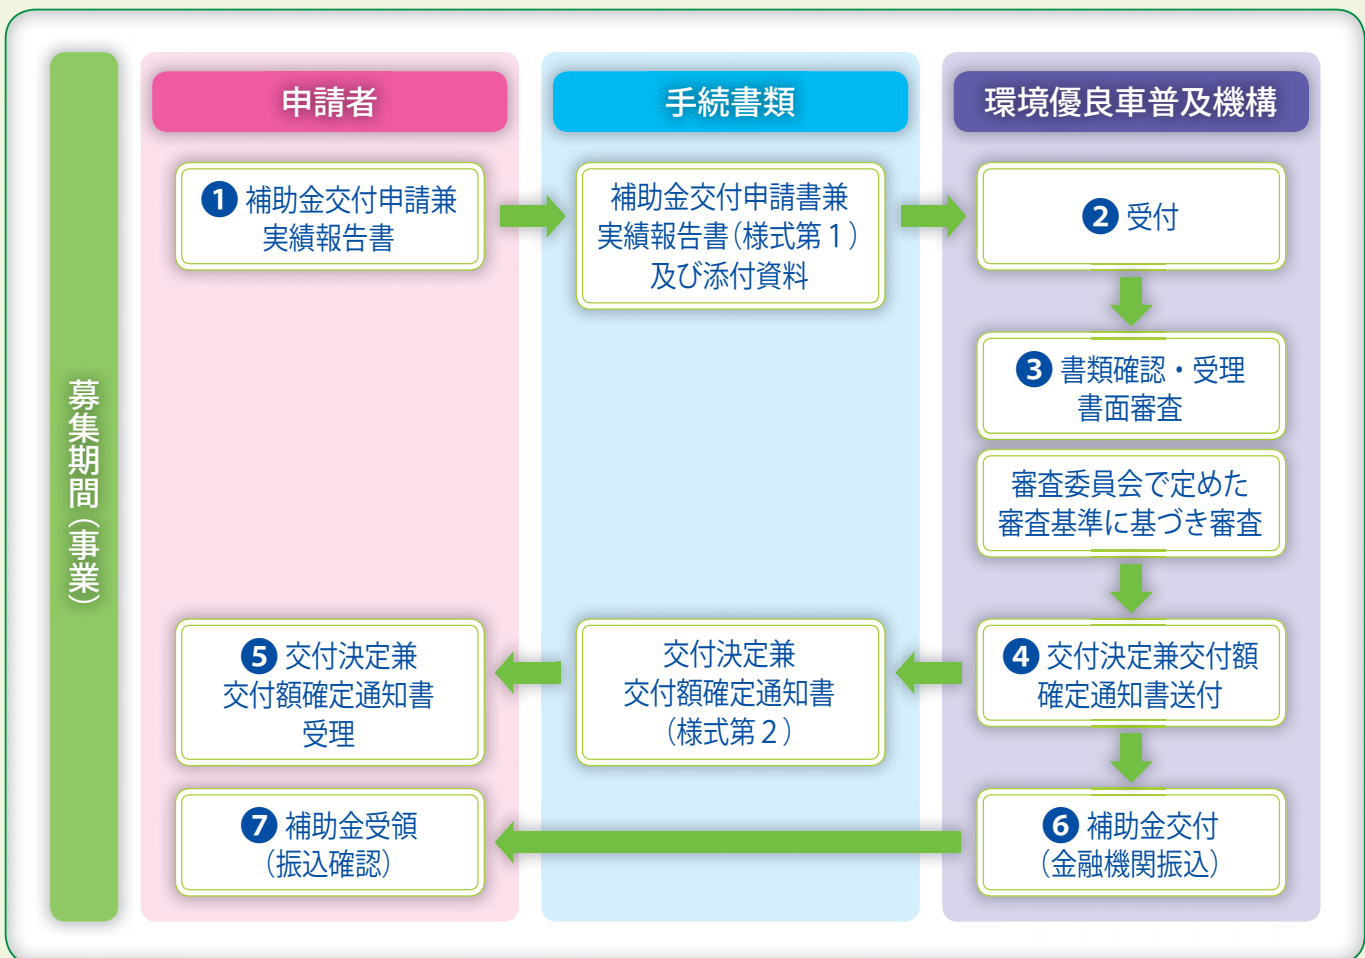 募集期間(事業)
申請者
手続書類
環境優良車普及機構
❶ 補助金交付申請兼
実績報告書
補助金交付申請書兼
実績報告書(様式第1)
及び添付資料
❷ 受付
❸ 書類確認・受理
書面審査
審査委員会で定めた
審査基準に基づき審査
❹ 交付決定兼交付額
確定通知書送付
交付決定兼
交付額確定通知書
(様式第2)
❺ 交付決定兼
交付額確定通知書
受理
❻ 補助金交付
(金融機関振込)
❼ 補助金受領
(振込確認)